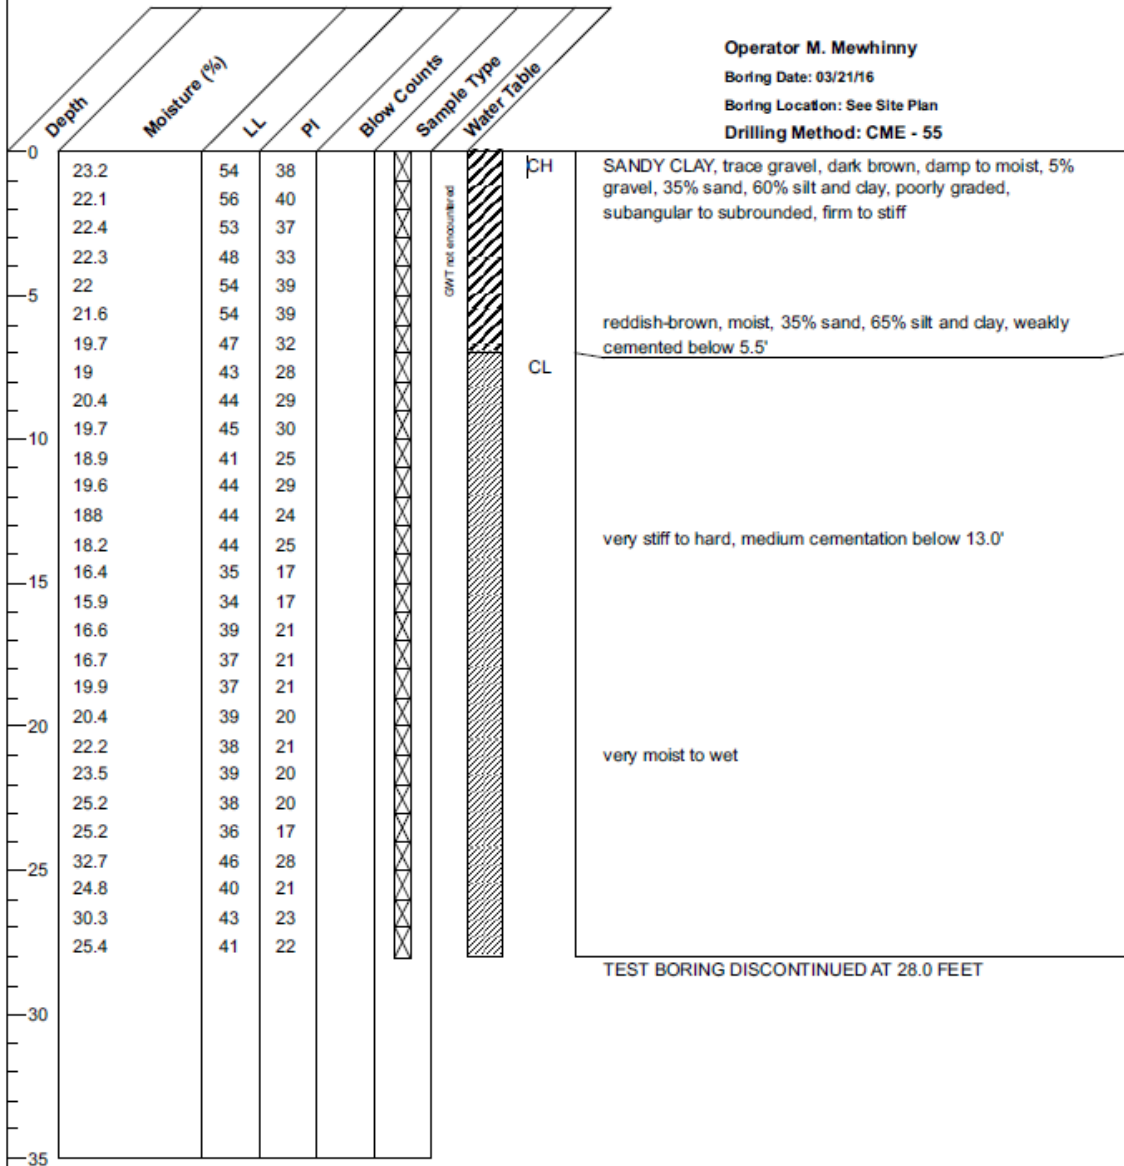 Operator M. Mewhinny
Boring Date: 03/21/16
Boring Location: See Site Plan
Drilling Method: CME - 55
Depth Moisture (%) LL PI Blow Counts Sample Type Water Table
0
23.2 54 38 CH SANDY CLAY, trace gravel, dark brown, damp to moist, 5%
22.1 56 40 gravel, 35% sand, 60% silt and clay, poorly graded,
22.4 53 37 subangular to subrounded, firm to stiff
GWT not encountered
22.3 48 33
22 54 39
5
21.6 54 39 reddish-brown, moist, 35% sand, 65% silt and clay, weakly
19.7 47 32 cemented below 5.5'
19 43 28 CL
20.4 44 29
19.7 45 30
10
18.9 41 25
19.6 44 29
188 44 24
18.2 44 25 very stiff to hard, medium cementation below 13.0'
16.4 35 17
15
15.9 34 17
16.6 39 21
16.7 37 21
19.9 37 21
20.4 39 20
20
22.2 38 21 very moist to wet
23.5 39 20
25.2 38 20
25.2 36 17
32.7 46 28
25
24.8 40 21
30.3 43 23
25.4 41 22
TEST BORING DISCONTINUED AT 28.0 FEET
30
35